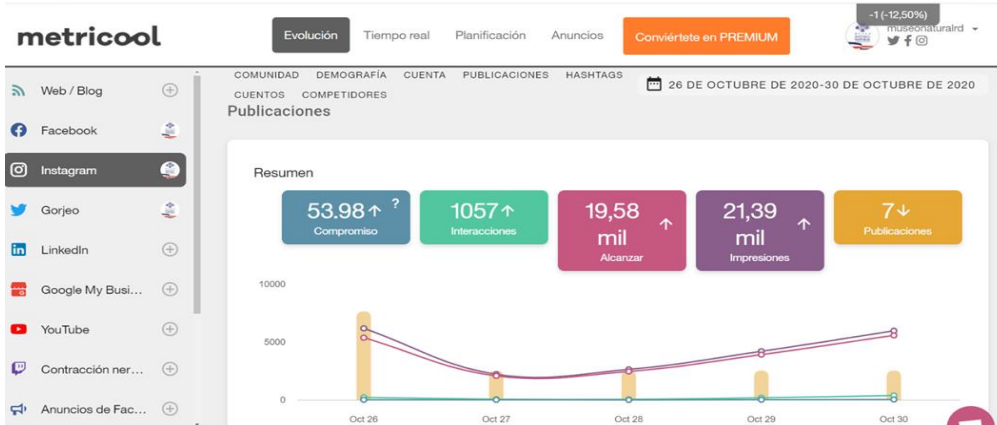 -1 (-12,50%)
metricool
Evolución Tiempo real Planificación Anuncios Conviértete en PREMIUM
museonaturalrd
COMUNIDAD DEMOGRAFÍA CUENTA PUBLICACIONES HASHTAGS
CUENTOS COMPETIDORES
26 DE OCTUBRE DE 2020-30 DE OCTUBRE DE 2020
Publicaciones
Web / Blog
Facebook
Instagram
Gorjeo
LinkedIn
Google My Busi...
YouTube
Contracción ner...
Anuncios de Fac...
Resumen
53.98↑ ?
Compromiso
1057↑
Interacciones
19,58
mil ↑
Alcanzar
21,39
mil ↑
Impresiones
7↓
Publicaciones
10000
5000
0
Oct 26 Oct 27 Oct 28 Oct 29 Oct 30